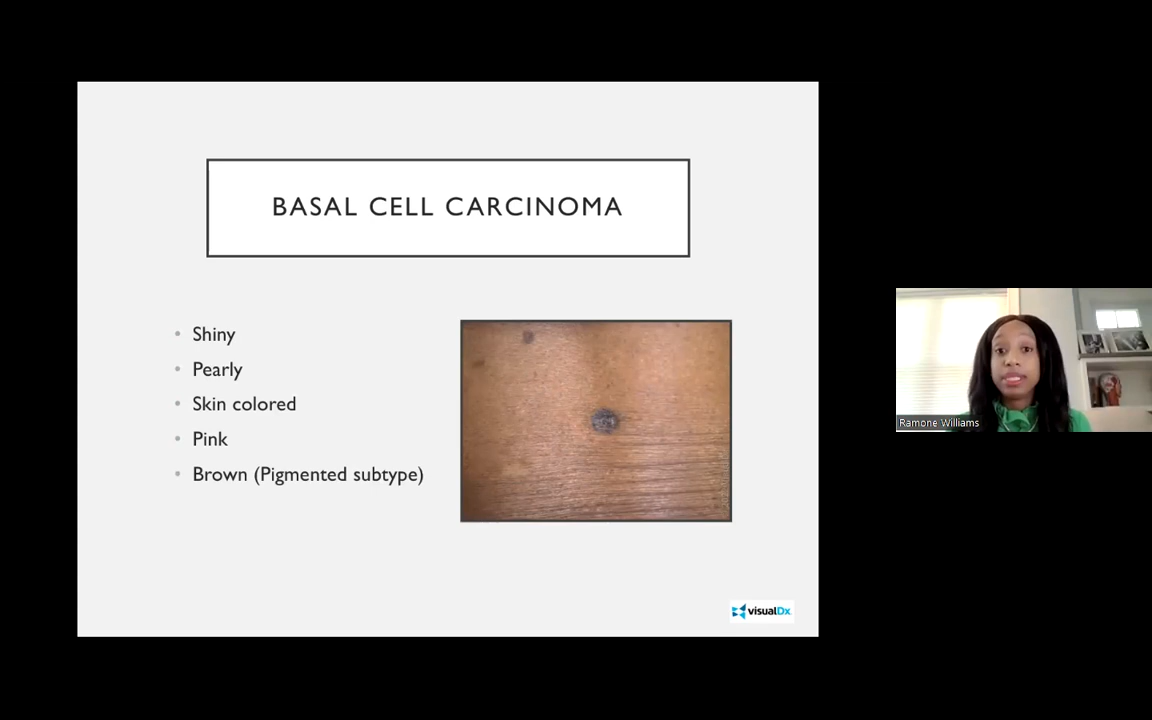 BASAL CELL CARCINOMA
• Shiny
• Pearly
• Skin colored
• Pink
• Brown (Pigmented subtype)
visualDx
Ramone Williams